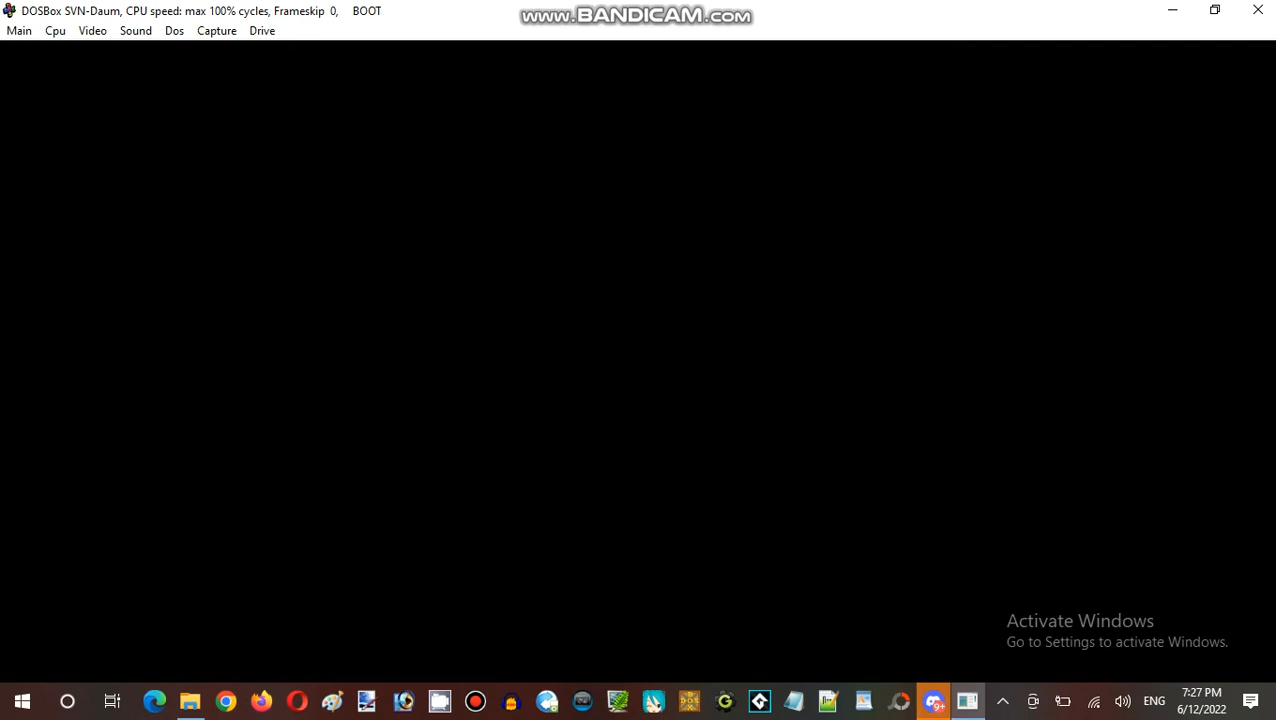 DOSBox SVN-Daum, CPU speed: max 100% cycles, Frameskip 0, BOOT
www.BANDICAM.com
Main Cpu Video Sound Dos Capture Drive
Activate Windows
Go to Settings to activate Windows.
9+
ENG
7:27 PM
6/12/2022